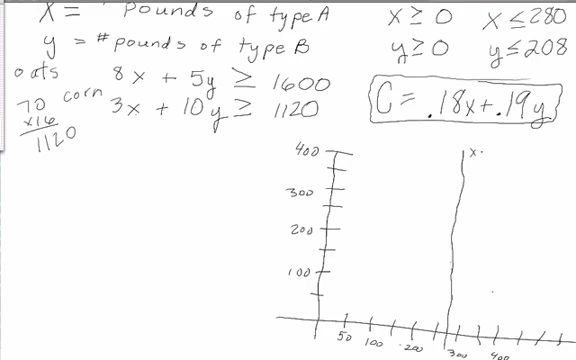 x = # pounds of type A x ≥ 0 x ≤ 280
y = # pounds of type B y ≥ 0 y ≤ 208
oats 8x + 5y ≥ 1600
corn 3x + 10y ≥ 1120 C = .18x + .19y
70
x16
1120
400 x.
300
200
100
50 100 200 300 400